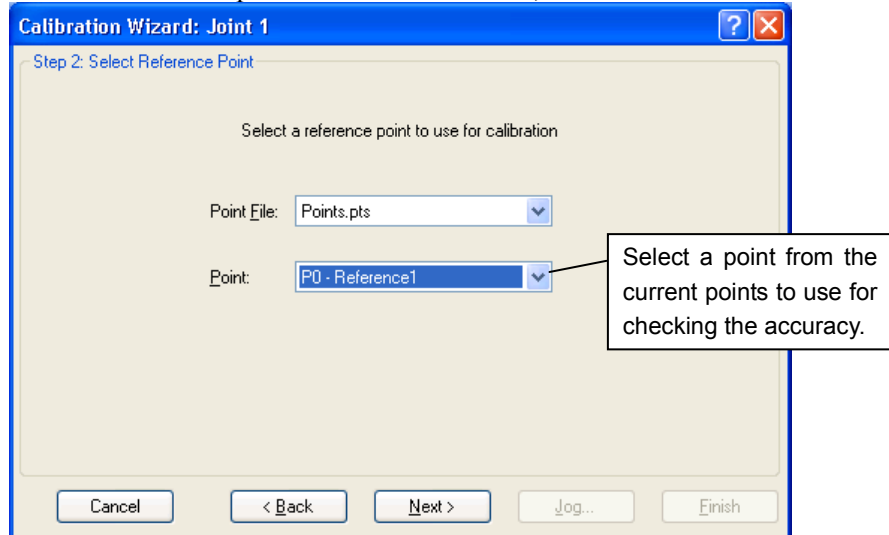 Calibration Wizard: Joint 1
Step 2: Select Reference Point
Select a reference point to use for calibration
Point File: Points.pts
Point: P0 - Reference1
Select a point from the
current points to use for
checking the accuracy.
Cancel < Back Next > Jog... Finish